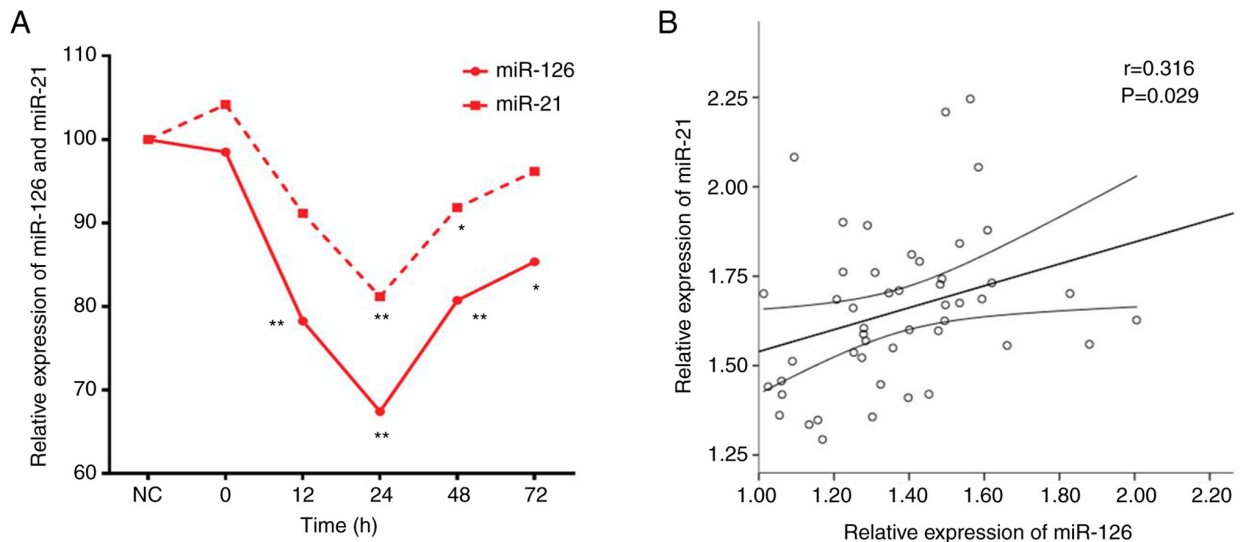 A
Relative expression of miR-126 and miR-21
110
100
90
80
70
60
miR-126
miR-21
**
**
**
*
**
*
NC 0 12 24 48 72
Time (h)
B
Relative expression of miR-21
2.25
2.00
1.75
1.50
1.25
r=0.316
P=0.029
1.00 1.20 1.40 1.60 1.80 2.00 2.20
Relative expression of miR-126